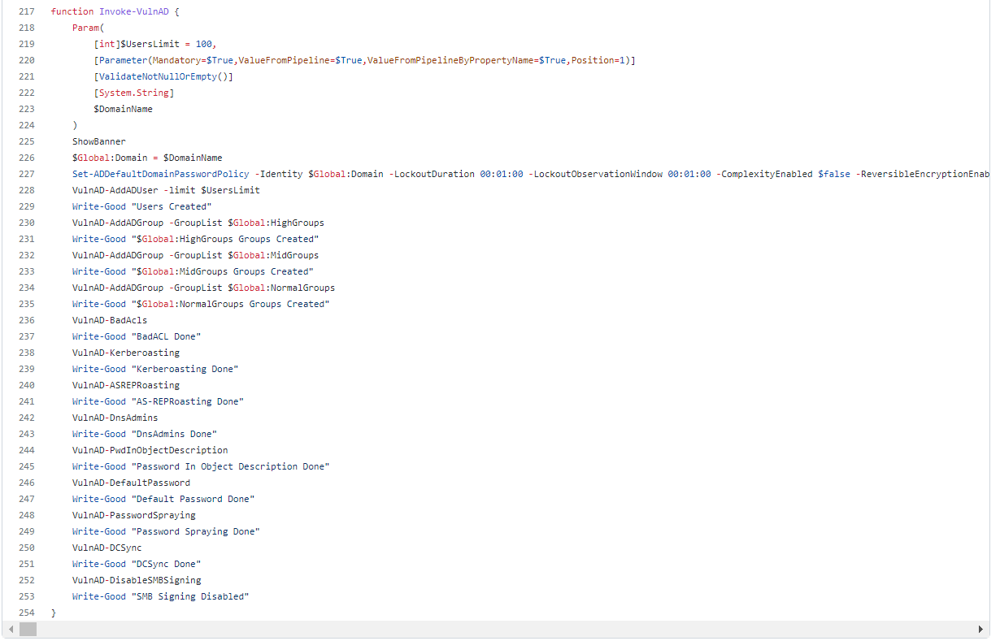 217 function Invoke-VulnAD {
218     Param(
219         [int]$UsersLimit = 100,
220         [Parameter(Mandatory=$True,ValueFromPipeline=$True,ValueFromPipelineByPropertyName=$True,Position=1)]
221         [ValidateNotNullOrEmpty()]
222         [System.String]
223         $DomainName
224     )
225     ShowBanner
226     $Global:Domain = $DomainName
227     Set-ADDefaultDomainPasswordPolicy -Identity $Global:Domain -LockoutDuration 00:01:00 -LockoutObservationWindow 00:01:00 -ComplexityEnabled $false -ReversibleEncryptionEnab
228     VulnAD-AddADUser -limit $UsersLimit
229     Write-Good "Users Created"
230     VulnAD-AddADGroup -GroupList $Global:HighGroups
231     Write-Good "$Global:HighGroups Groups Created"
232     VulnAD-AddADGroup -GroupList $Global:MidGroups
233     Write-Good "$Global:MidGroups Groups Created"
234     VulnAD-AddADGroup -GroupList $Global:NormalGroups
235     Write-Good "$Global:NormalGroups Groups Created"
236     VulnAD-BadAcls
237     Write-Good "BadACL Done"
238     VulnAD-Kerberoasting
239     Write-Good "Kerberoasting Done"
240     VulnAD-ASREPRoasting
241     Write-Good "AS-REPRoasting Done"
242     VulnAD-DnsAdmins
243     Write-Good "DnsAdmins Done"
244     VulnAD-PwdInObjectDescription
245     Write-Good "Password In Object Description Done"
246     VulnAD-DefaultPassword
247     Write-Good "Default Password Done"
248     VulnAD-PasswordSpraying
249     Write-Good "Password Spraying Done"
250     VulnAD-DCSync
251     Write-Good "DCSync Done"
252     VulnAD-DisableSMBSigning
253     Write-Good "SMB Signing Disabled"
254 }